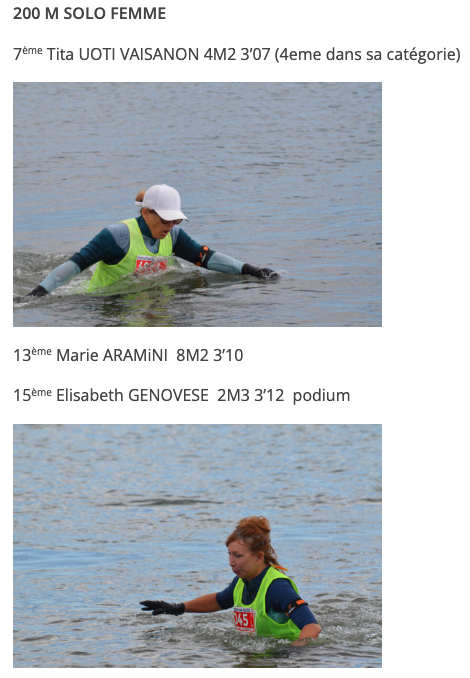 200 M SOLO FEMME
7ème Tita UOTI VAISANON 4M2 3’07 (4eme dans sa catégorie)
13ème Marie ARAMiNI 8M2 3’10
15ème Elisabeth GENOVESE 2M3 3’12 podium
045